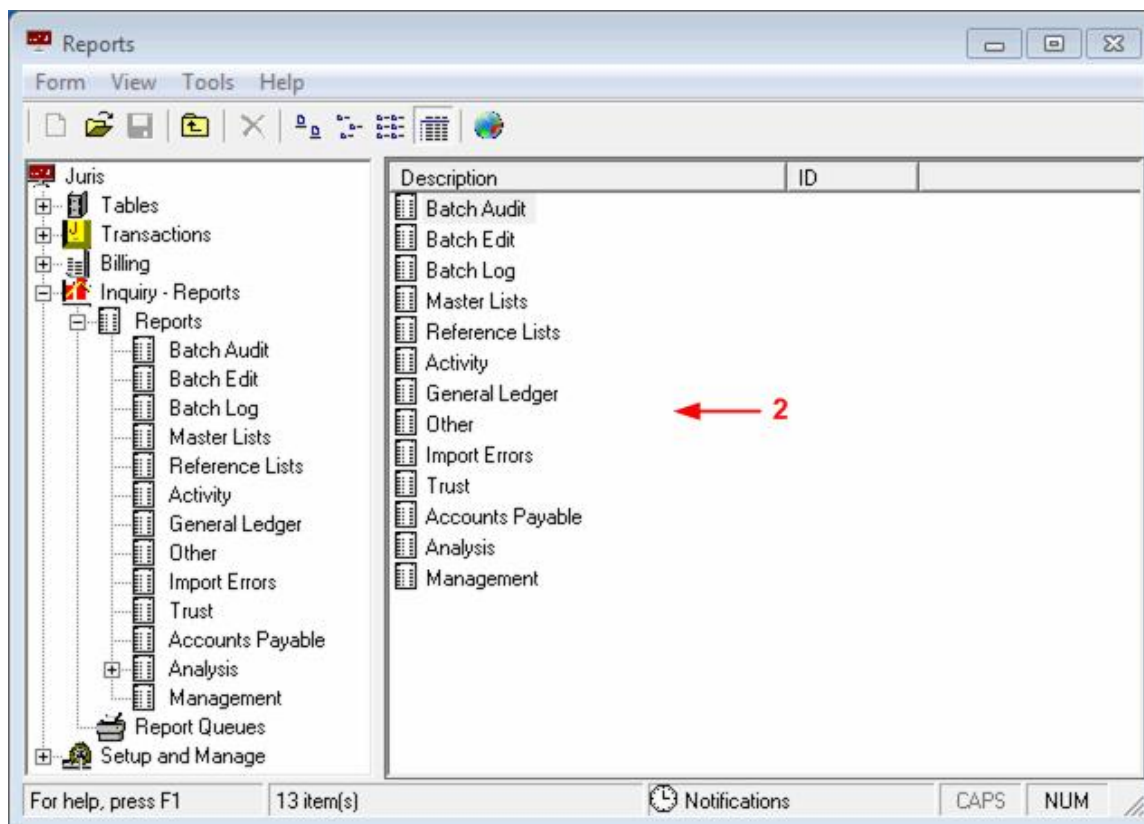 Reports
Form View Tools Help
Juris
Tables
Transactions
Billing
Inquiry - Reports
Reports
Batch Audit
Batch Edit
Batch Log
Master Lists
Reference Lists
Activity
General Ledger
Other
Import Errors
Trust
Accounts Payable
Analysis
Management
Report Queues
Setup and Manage
Description ID
Batch Audit
Batch Edit
Batch Log
Master Lists
Reference Lists
Activity
General Ledger
2
Other
Import Errors
Trust
Accounts Payable
Analysis
Management
For help, press F1 13 item(s) Notifications CAPS NUM